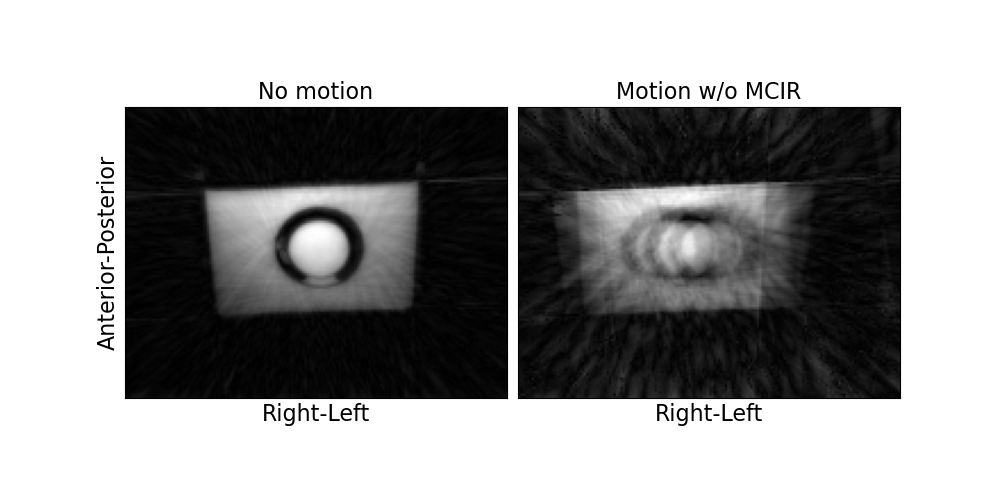 No motion
Motion w/o MCIR
Anterior-Posterior
Right-Left
Right-Left